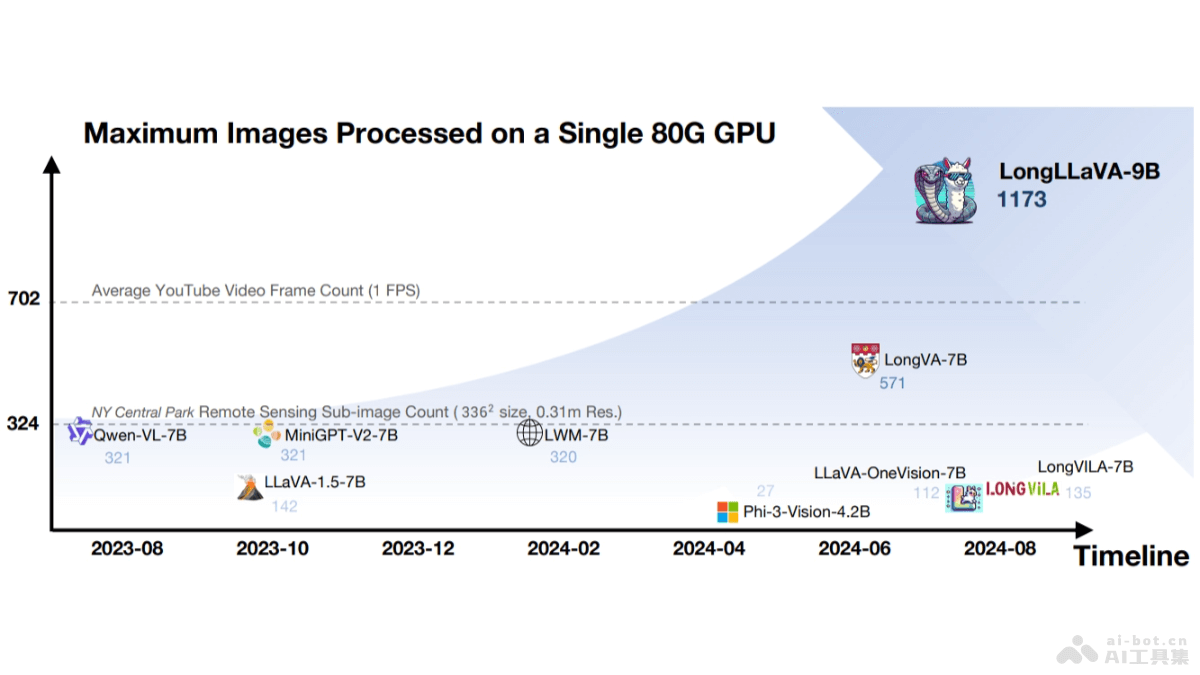 Maximum Images Processed on a Single 80G GPU
LongLLaVA-9B
1173
702
Average YouTube Video Frame Count (1 FPS)
LongVA-7B
571
NY Central Park Remote Sensing Sub-image Count ( 336² size, 0.31m Res.)
324
Qwen-VL-7B
321
MiniGPT-V2-7B
321
LWM-7B
320
LLaVA-1.5-7B
142
27
Phi-3-Vision-4.2B
LLaVA-OneVision-7B
112
LongVILA-7B
LONGViLA
135
2023-08 2023-10 2023-12 2024-02 2024-04 2024-06 2024-08
Timeline
ai-bot.cn
AI工具集